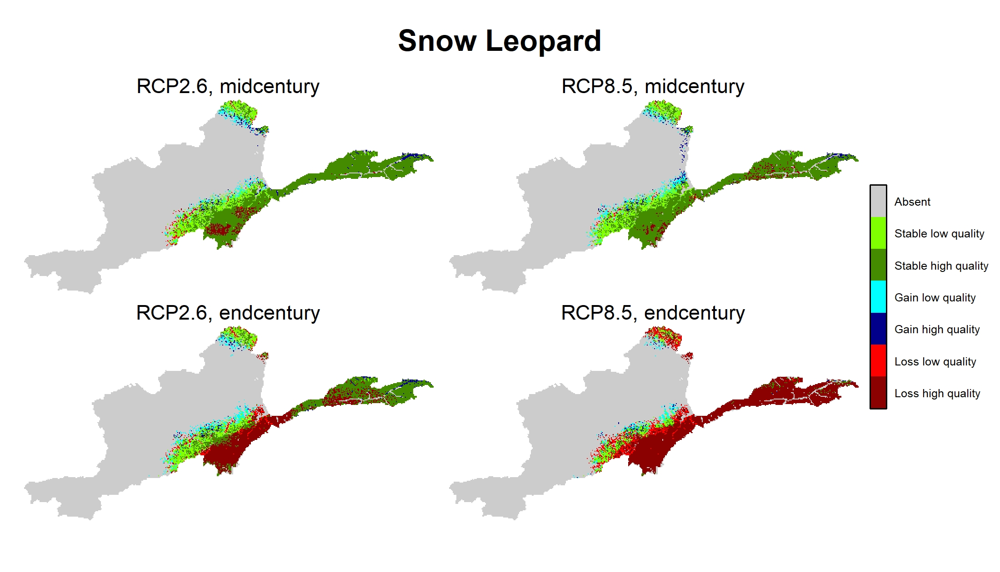 Snow Leopard
RCP2.6, midcentury
RCP8.5, midcentury
RCP2.6, endcentury
RCP8.5, endcentury
Absent
Stable low quality
Stable high quality
Gain low quality
Gain high quality
Loss low quality
Loss high quality